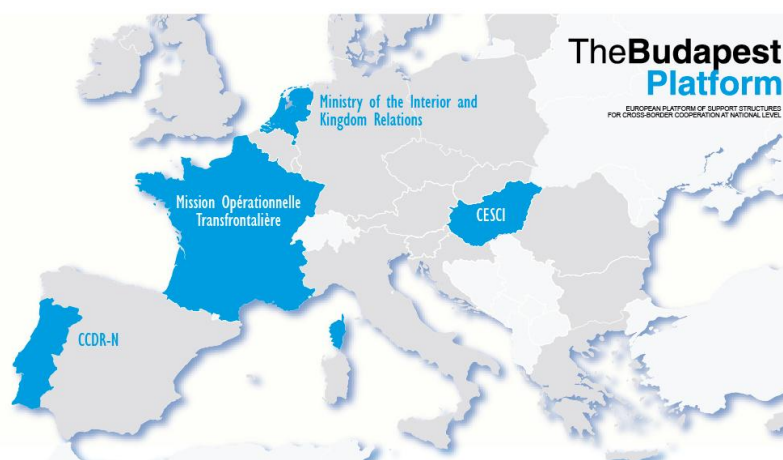 TheBudapest
Platform
EUROPEAN PLATFORM OF SUPPORT STRUCTURES
FOR CROSS-BORDER COOPERATION AT NATIONAL LEVEL
Ministry of the Interior and
Kingdom Relations
Mission Opérationnelle
Transfrontalière
CESCI
CCDR-N